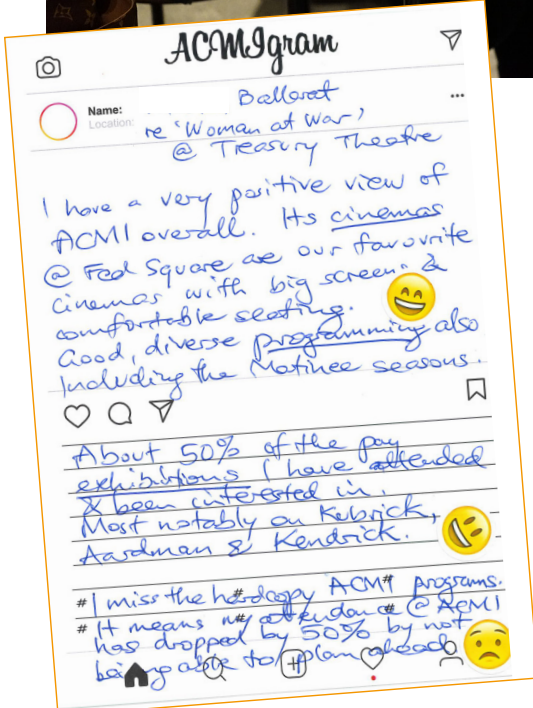 ACMIgram
Name: Ballarat
Location:
re 'Woman at War'
@ Treasury Theatre
I have a very positive view of
ACMI overall. Its cinemas
@ Fed Square are our favourite
cinemas with big screens &
comfortable seating.
Good, diverse programming also
Including the Matinee seasons.
About 50% of the pay
exhibitions I have attended
& been interested in.
Most notably on Kubrick,
Aardman & Kendrick.
# I miss the hardcopy ACMI # programs.
# It means my attendance @ ACMI
has dropped by 50% by not
being able to plan ahead